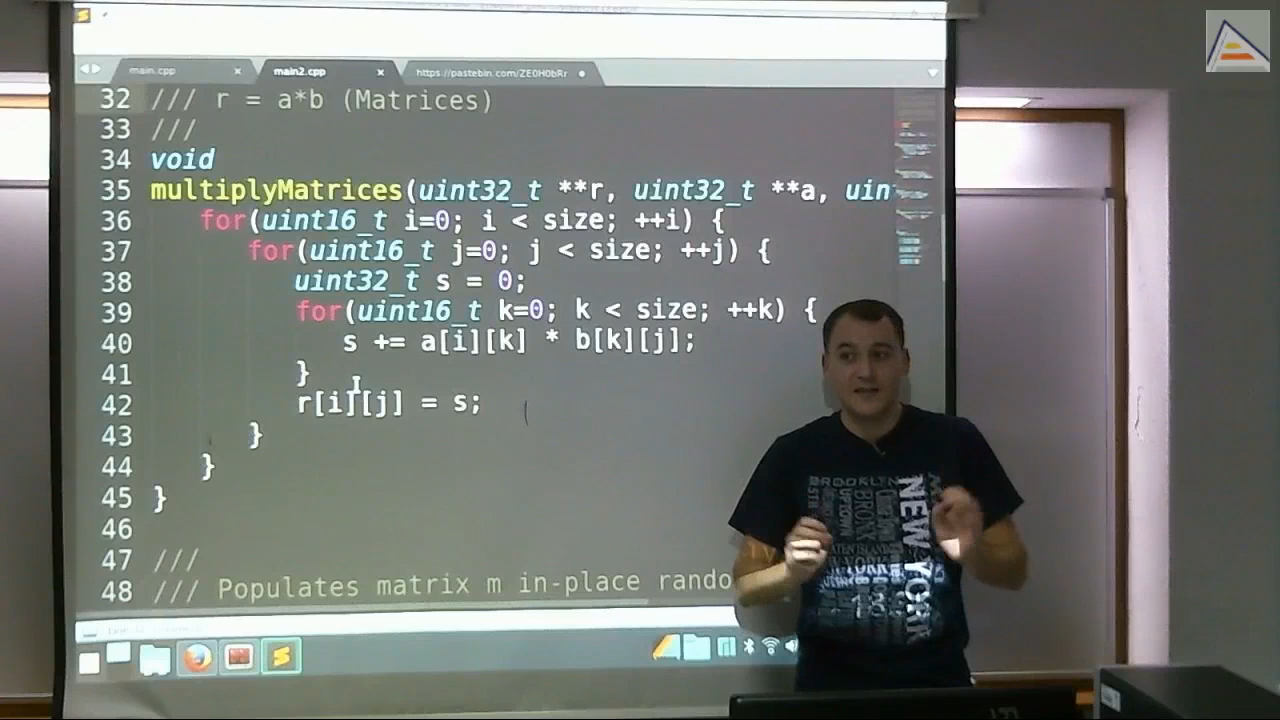 main.cpp
main2.cpp
https://pastebin.com/ZE0H0bRr
32 /// r = a*b (Matrices)
33 ///
34 void
35 multiplyMatrices(uint32_t **r, uint32_t **a, uin
36 for(uint16_t i=0; i < size; ++i) {
37 for(uint16_t j=0; j < size; ++j) {
38 uint32_t s = 0;
39 for(uint16_t k=0; k < size; ++k) {
40 s += a[i][k] * b[k][j];
41 }
42 r[i][j] = s;
43 }
44 }
45 }
46
47 ///
48 /// Populates matrix m in-place rando
BROOKLYN
UPTOWN
BRONX
NEW YORK